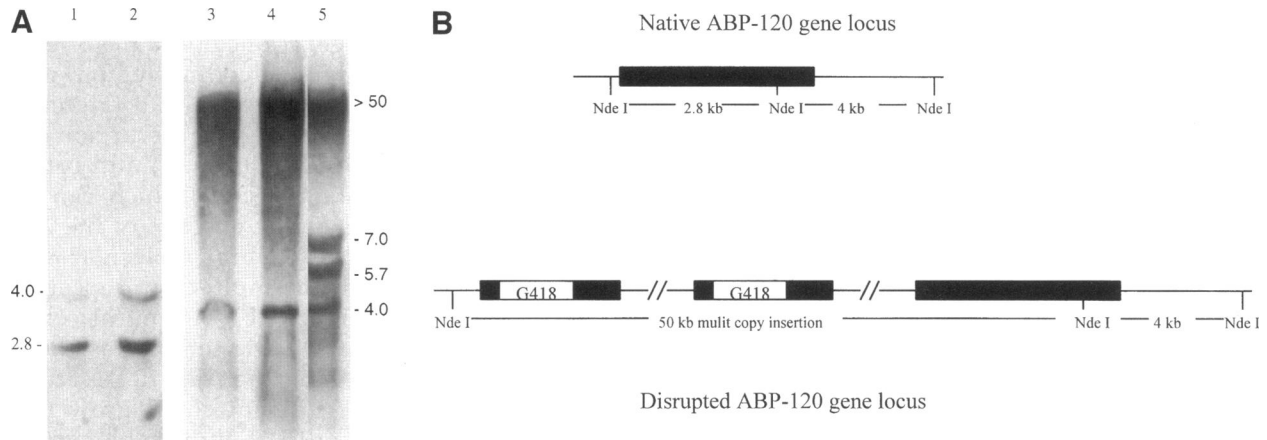 A
1 2 3 4 5
> 50
- 7.0
- 5.7
4.0 -
- 4.0
2.8 -
B
Native ABP-120 gene locus
Nde I 2.8 kb Nde I 4 kb Nde I
G418 G418
Nde I 50 kb mulit copy insertion Nde I 4 kb Nde I
Disrupted ABP-120 gene locus